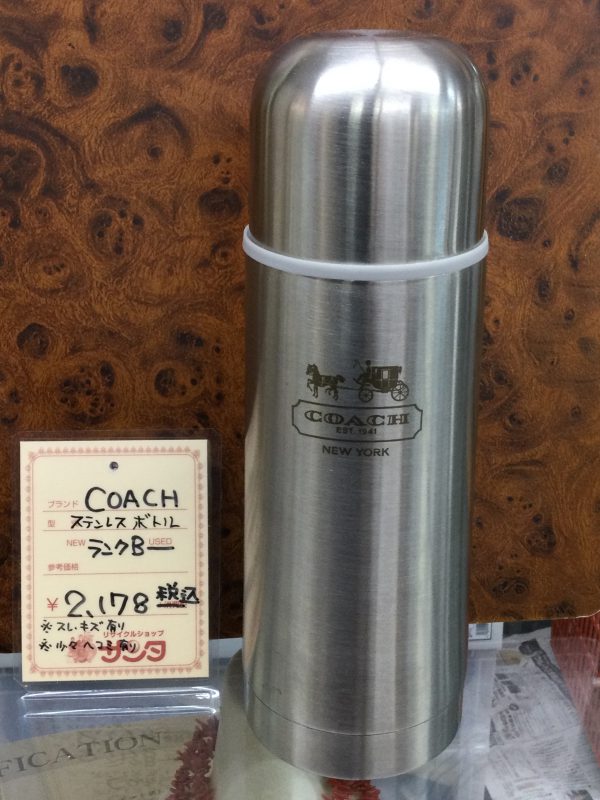 COACH
EST. 1941
NEW YORK
ブランド COACH
型 ステンレス ボトル
NEW ランクB USED
参考価格
¥ 2,178 税込
※スレ・キズ有り
リサイクルショップ
※少々ヘコミ有り
サンタ
FICATION